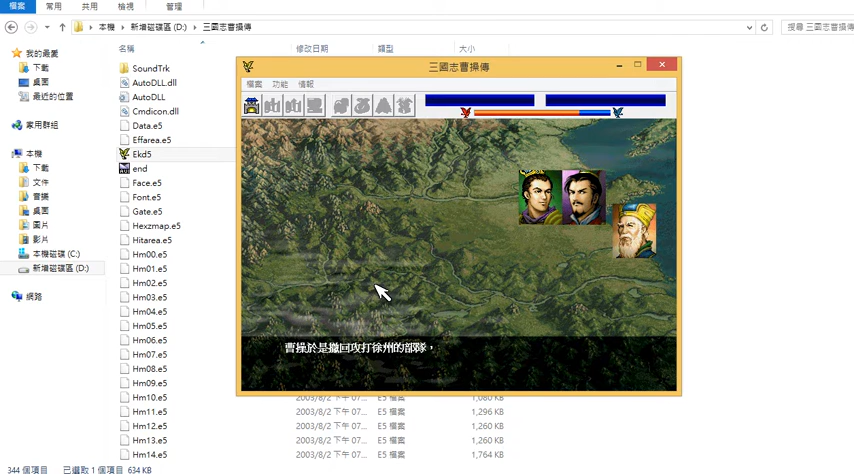 檔案 常用 共用 檢視 管理
本機 新增磁碟區 (D:) 三國志曹操傳
搜尋 三國志曹操傳
名稱 修改日期 類型 大小
我的最愛
下載
桌面
最近的位置
家用群組
本機
下載
文件
音樂
桌面
圖片
影片
本機磁碟 (C:)
新增磁碟區 (D:)
網路
SoundTrk
AutoDLL.dll
AutoDLL
Cmdicon.dll
Data.e5
Effarea.e5
Ekd5
end
Face.e5
Font.e5
Gate.e5
Hexzmap.e5
Hitarea.e5
Hm00.e5
Hm01.e5
Hm02.e5
Hm03.e5
Hm04.e5
Hm05.e5
Hm06.e5
Hm07.e5
Hm08.e5
Hm09.e5
Hm10.e5 2003/8/2 下午 07... E5 檔案 1,080 KB
Hm11.e5 2003/8/2 下午 07... E5 檔案 1,296 KB
Hm12.e5 2003/8/2 下午 07... E5 檔案 1,260 KB
Hm13.e5 2003/8/2 下午 07... E5 檔案 1,260 KB
Hm14.e5 2003/8/2 下午 07... E5 檔案 1,764 KB
三國志曹操傳
檔案 功能 情報
曹操於是撤回攻打徐州的部隊，
344 個項目 已選取 1 個項目 634 KB